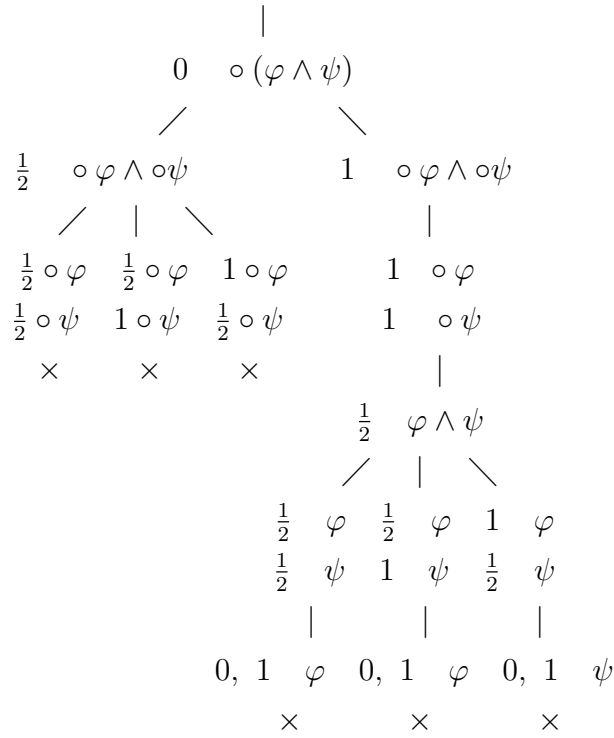 0 ∘ (φ ∧ ψ)
½ ∘ φ ∧ ∘ψ 1 ∘ φ ∧ ∘ψ
½ ∘ φ ½ ∘ φ 1 ∘ φ 1 ∘ φ
½ ∘ ψ 1 ∘ ψ ½ ∘ ψ 1 ∘ ψ
× × ×
½ φ ∧ ψ
½ φ ½ φ 1 φ
½ ψ 1 ψ ½ ψ
0, 1 φ 0, 1 φ 0, 1 ψ
× × ×